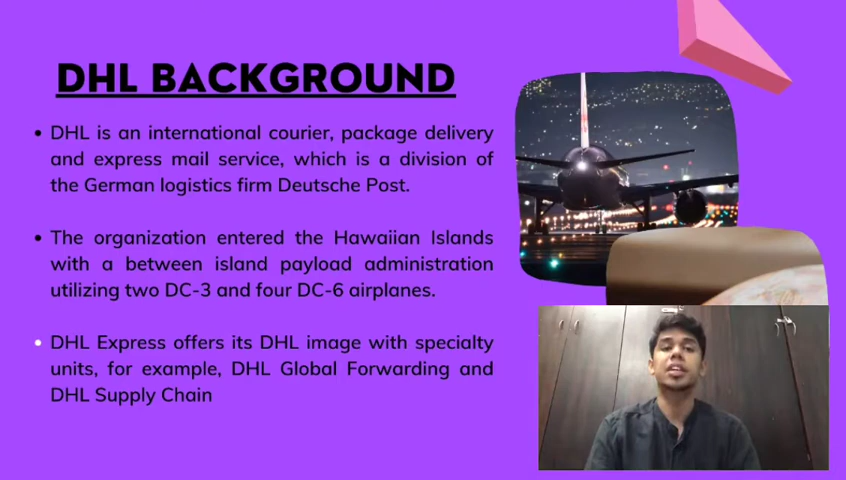 DHL BACKGROUND
DHL is an international courier, package delivery
and express mail service, which is a division of
the German logistics firm Deutsche Post.
The organization entered the Hawaiian Islands
with a between island payload administration
utilizing two DC-3 and four DC-6 airplanes.
DHL Express offers its DHL image with specialty
units, for example, DHL Global Forwarding and
DHL Supply Chain